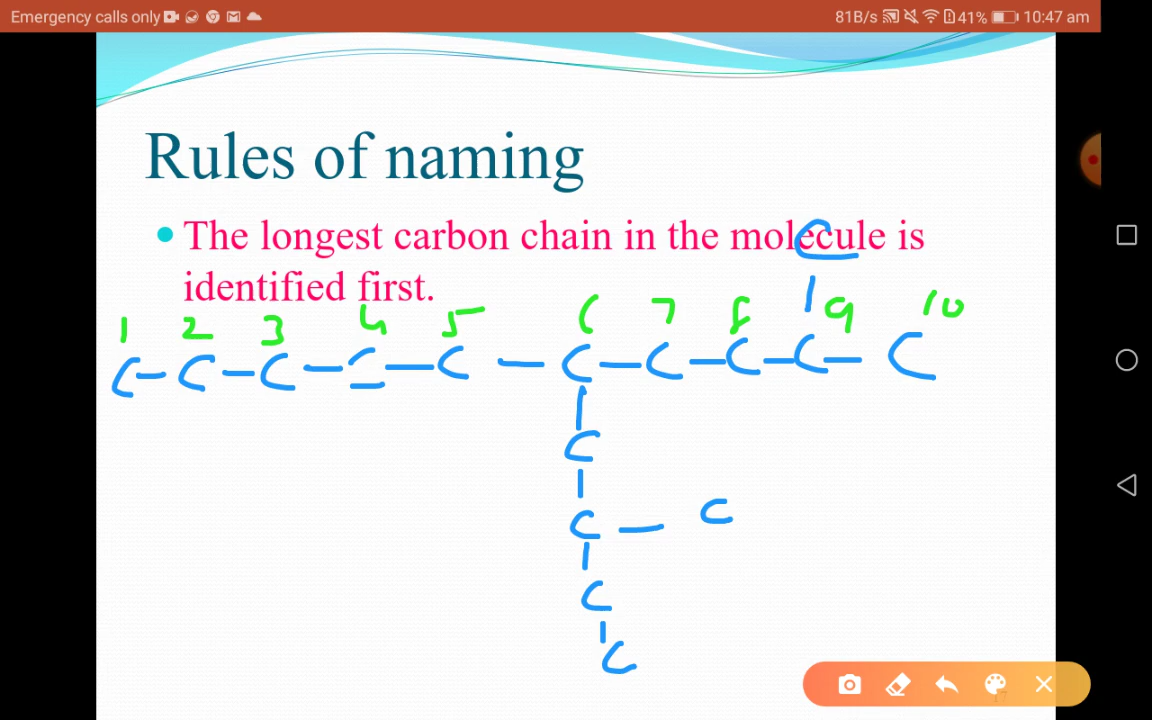 Emergency calls only 81B/s 41% 10:47 am
Rules of naming
• The longest carbon chain in the molecule is
identified first.
C
1 2 3 4 5 6 7 8 9 10
C - C - C - C - C - C - C - C - C - C
C
C - C
C
C